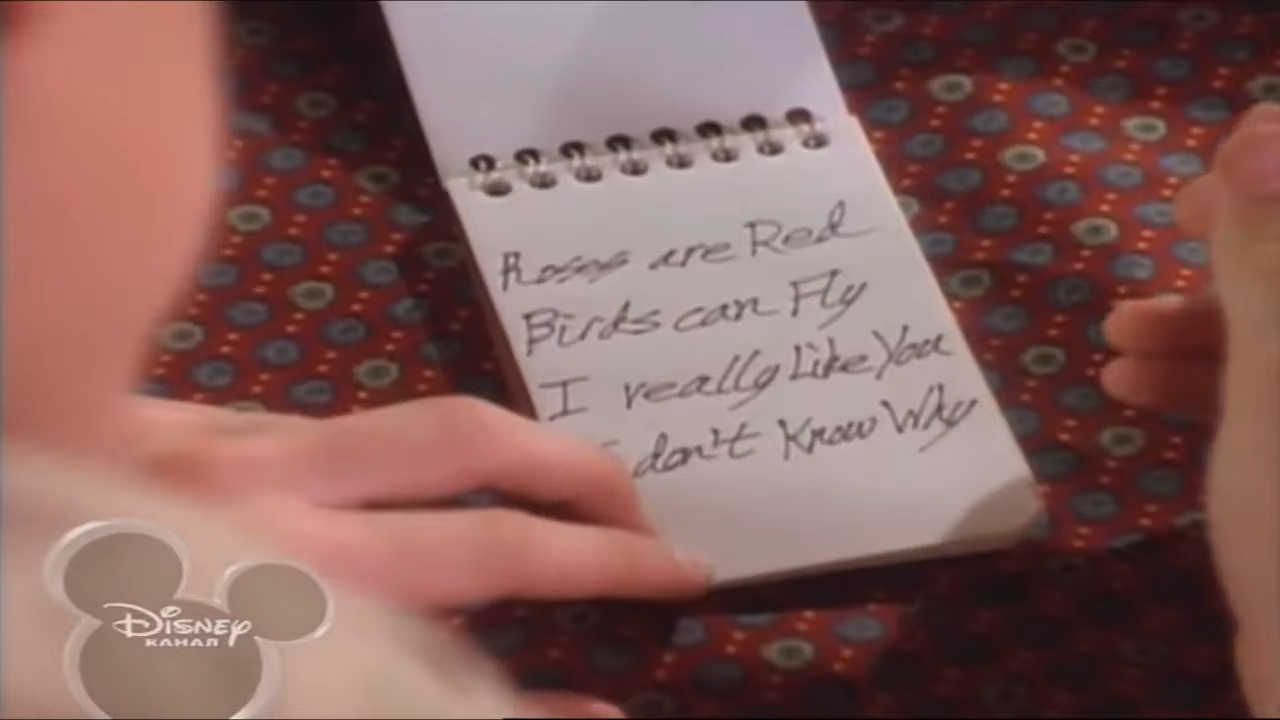 Roses are Red
Birds can Fly
I really Like You
don't Know Why
Disney
КАНАЛ